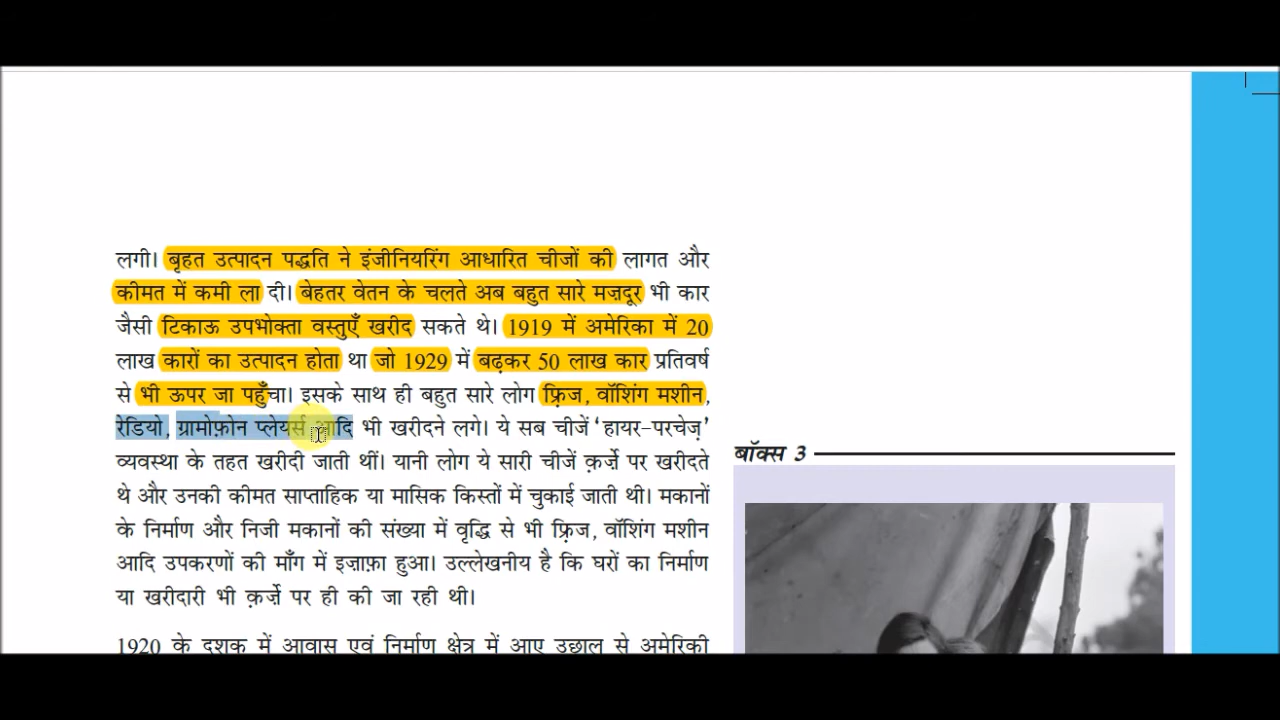 लगी। बृहत उत्पादन पद्धति ने इंजीनियरिंग आधारित चीजों की लागत और
कीमत में कमी ला दी। बेहतर वेतन के चलते अब बहुत सारे मज़दूर भी कार
जैसी टिकाऊ उपभोक्ता वस्तुएँ खरीद सकते थे। 1919 में अमेरिका में 20
लाख कारों का उत्पादन होता था जो 1929 में बढ़कर 50 लाख कार प्रतिवर्ष
से भी ऊपर जा पहुँचा। इसके साथ ही बहुत सारे लोग फ़्रिज, वॉशिंग मशीन,
रेडियो, ग्रामोफ़ोन प्लेयर्स आदि भी खरीदने लगे। ये सब चीजें ‘हायर-परचेज़’
व्यवस्था के तहत खरीदी जाती थीं। यानी लोग ये सारी चीजें क़र्जे पर खरीदते
थे और उनकी कीमत साप्ताहिक या मासिक किस्तों में चुकाई जाती थी। मकानों
के निर्माण और निजी मकानों की संख्या में वृद्धि से भी फ़्रिज, वॉशिंग मशीन
आदि उपकरणों की माँग में इज़ाफ़ा हुआ। उल्लेखनीय है कि घरों का निर्माण
या खरीदारी भी क़र्जे पर ही की जा रही थी।
1920 के दशक में आवास एवं निर्माण क्षेत्र में आए उछाल से अमेरिकी
बॉक्स 3